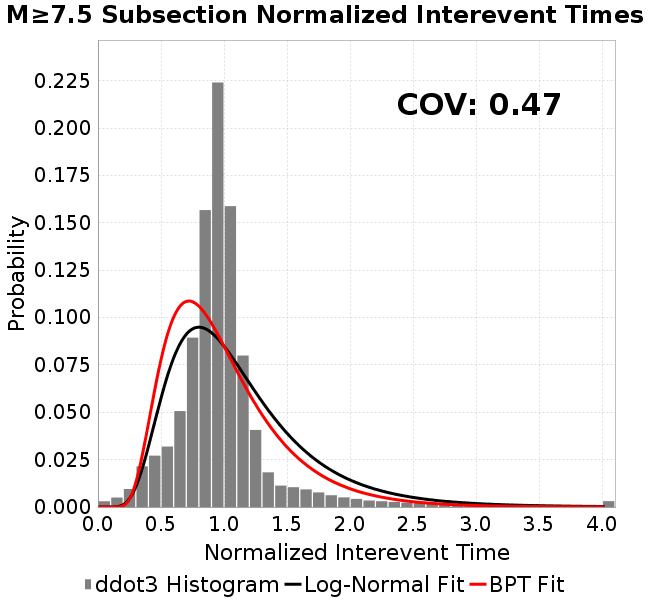 M≥7.5 Subsection Normalized Interevent Times
COV: 0.47
Probability
0.225
0.200
0.175
0.150
0.125
0.100
0.075
0.050
0.025
0.000
0.0 0.5 1.0 1.5 2.0 2.5 3.0 3.5 4.0
Normalized Interevent Time
ddot3 Histogram Log-Normal Fit BPT Fit